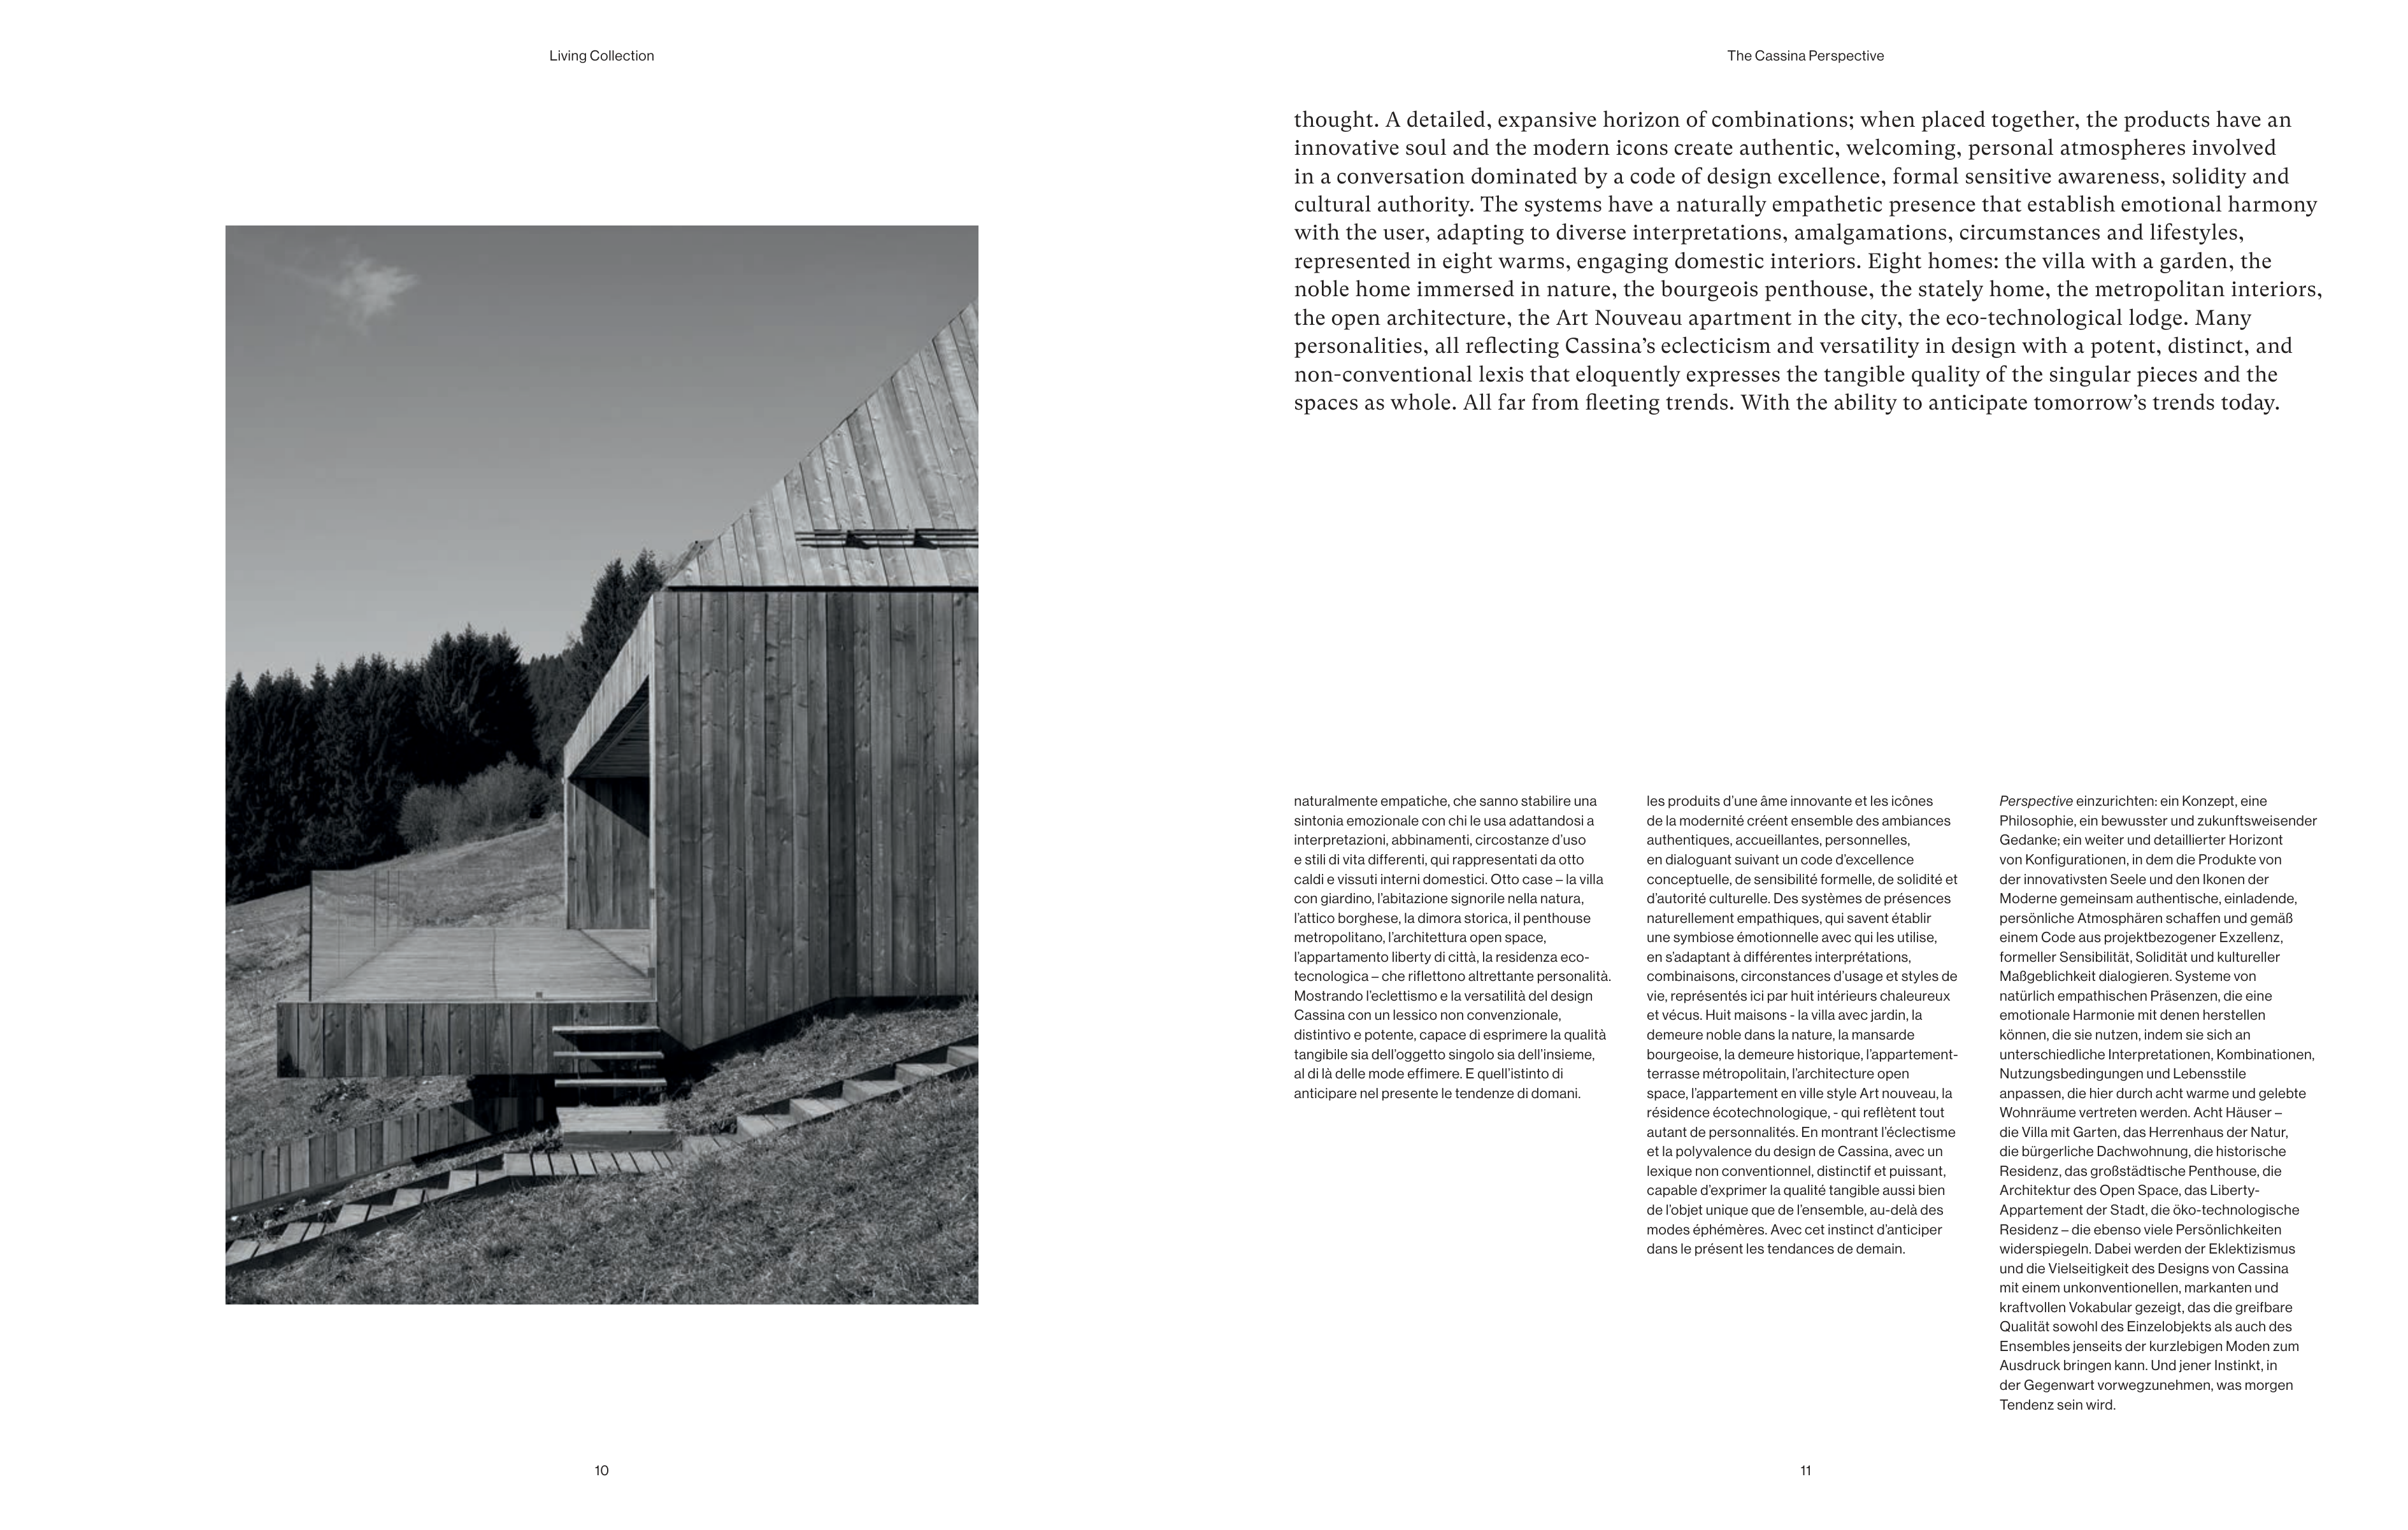 Living Collection
The Cassina Perspective
thought. A detailed, expansive horizon of combinations; when placed together, the products have an
innovative soul and the modern icons create authentic, welcoming, personal atmospheres involved
in a conversation dominated by a code of design excellence, formal sensitive awareness, solidity and
cultural authority. The systems have a naturally empathetic presence that establish emotional harmony
with the user, adapting to diverse interpretations, amalgamations, circumstances and lifestyles,
represented in eight warms, engaging domestic interiors. Eight homes: the villa with a garden, the
noble home immersed in nature, the bourgeois penthouse, the stately home, the metropolitan interiors,
the open architecture, the Art Nouveau apartment in the city, the eco-technological lodge. Many
personalities, all reflecting Cassina’s eclecticism and versatility in design with a potent, distinct, and
non-conventional lexis that eloquently expresses the tangible quality of the singular pieces and the
spaces as whole. All far from fleeting trends. With the ability to anticipate tomorrow’s trends today.
naturalmente empatiche, che sanno stabilire una
sintonia emozionale con chi le usa adattandosi a
interpretazioni, abbinamenti, circostanze d’uso
e stili di vita differenti, qui rappresentati da otto
caldi e vissuti interni domestici. Otto case – la villa
con giardino, l’abitazione signorile nella natura,
l’attico borghese, la dimora storica, il penthouse
metropolitano, l’architettura open space,
l’appartamento liberty di città, la residenza eco-
tecnologica – che riflettono altrettante personalità.
Mostrando l’eclettismo e la versatilità del design
Cassina con un lessico non convenzionale,
distintivo e potente, capace di esprimere la qualità
tangibile sia dell’oggetto singolo sia dell’insieme,
al di là delle mode effimere. E quell’istinto di
anticipare nel presente le tendenze di domani.
les produits d’une âme innovante et les icônes
de la modernité créent ensemble des ambiances
authentiques, accueillantes, personnelles,
en dialoguant suivant un code d’excellence
conceptuelle, de sensibilité formelle, de solidité et
d’autorité culturelle. Des systèmes de présences
naturellement empathiques, qui savent établir
une symbiose émotionnelle avec qui les utilise,
en s’adaptant à différentes interprétations,
combinaisons, circonstances d’usage et styles de
vie, représentés ici par huit intérieurs chaleureux
et vécus. Huit maisons - la villa avec jardin, la
demeure noble dans la nature, la mansarde
bourgeoise, la demeure historique, l’appartement-
terrasse métropolitain, l’architecture open
space, l’appartement en ville style Art nouveau, la
résidence écotechnologique, - qui reflètent tout
autant de personnalités. En montrant l’éclectisme
et la polyvalence du design de Cassina, avec un
lexique non conventionnel, distinctif et puissant,
capable d’exprimer la qualité tangible aussi bien
de l’objet unique que de l’ensemble, au-delà des
modes éphémères. Avec cet instinct d’anticiper
dans le présent les tendances de demain.
Perspective einzurichten: ein Konzept, eine
Philosophie, ein bewusster und zukunftsweisender
Gedanke; ein weiter und detaillierter Horizont
von Konfigurationen, in dem die Produkte von
der innovativsten Seele und den Ikonen der
Moderne gemeinsam authentische, einladende,
persönliche Atmosphären schaffen und gemäß
einem Code aus projektbezogener Exzellenz,
formeller Sensibilität, Solidität und kultureller
Maßgeblichkeit dialogieren. Systeme von
natürlich empathischen Präsenzen, die eine
emotionale Harmonie mit denen herstellen
können, die sie nutzen, indem sie sich an
unterschiedliche Interpretationen, Kombinationen,
Nutzungsbedingungen und Lebensstile
anpassen, die hier durch acht warme und gelebte
Wohnräume vertreten werden. Acht Häuser –
die Villa mit Garten, das Herrenhaus der Natur,
die bürgerliche Dachwohnung, die historische
Residenz, das großstädtische Penthouse, die
Architektur des Open Space, das Liberty-
Appartement der Stadt, die öko-technologische
Residenz – die ebenso viele Persönlichkeiten
widerspiegeln. Dabei werden der Eklektizismus
und die Vielseitigkeit des Designs von Cassina
mit einem unkonventionellen, markanten und
kraftvollen Vokabular gezeigt, das die greifbare
Qualität sowohl des Einzelobjekts als auch des
Ensembles jenseits der kurzlebigen Moden zum
Ausdruck bringen kann. Und jener Instinkt, in
der Gegenwart vorwegzunehmen, was morgen
Tendenz sein wird.
10
11